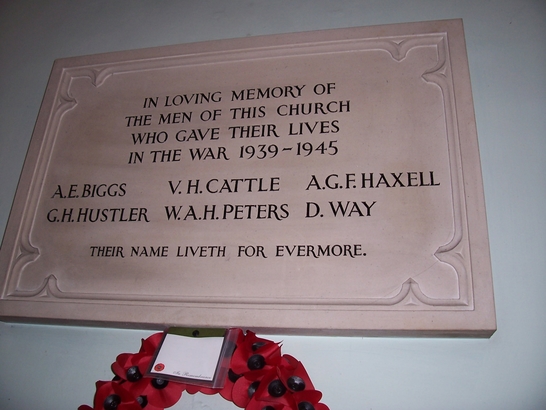 IN LOVING MEMORY OF
THE MEN OF THIS CHURCH
WHO GAVE THEIR LIVES
IN THE WAR 1939-1945
A.E.BIGGS V.H.CATTLE A.G.F.HAXELL
G.H.HUSTLER W.A.H.PETERS D.WAY
THEIR NAME LIVETH FOR EVERMORE.